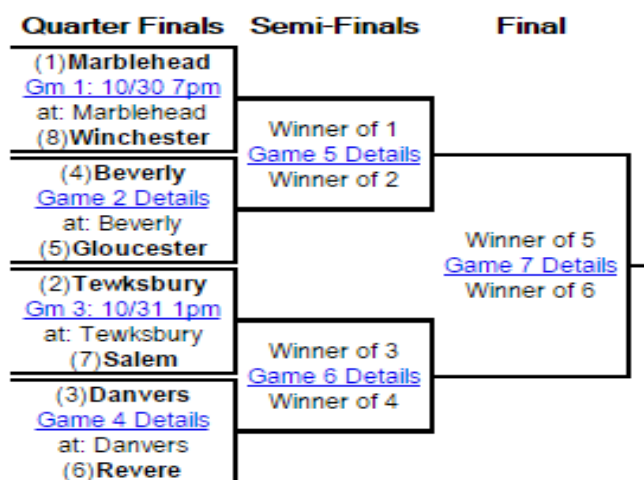 Quarter Finals Semi-Finals Final
(1)Marblehead
Gm 1: 10/30 7pm
at: Marblehead
(8)Winchester
(4)Beverly
Game 2 Details
at: Beverly
(5)Gloucester
(2)Tewksbury
Gm 3: 10/31 1pm
at: Tewksbury
(7)Salem
(3)Danvers
Game 4 Details
at: Danvers
(6)Revere
Winner of 1
Game 5 Details
Winner of 2
Winner of 3
Game 6 Details
Winner of 4
Winner of 5
Game 7 Details
Winner of 6